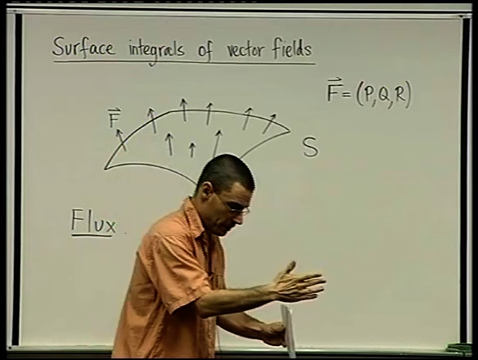 Surface integrals of vector fields
F⃗ = (P, Q, R)
F⃗
S
Flux.